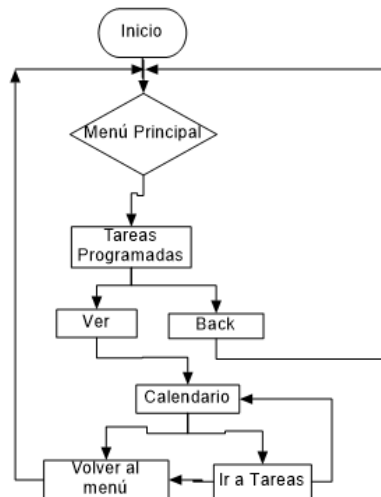 Inicio
Menú Principal
Tareas
Programadas
Ver
Back
Calendario
Volver al
menú
Ir a Tareas